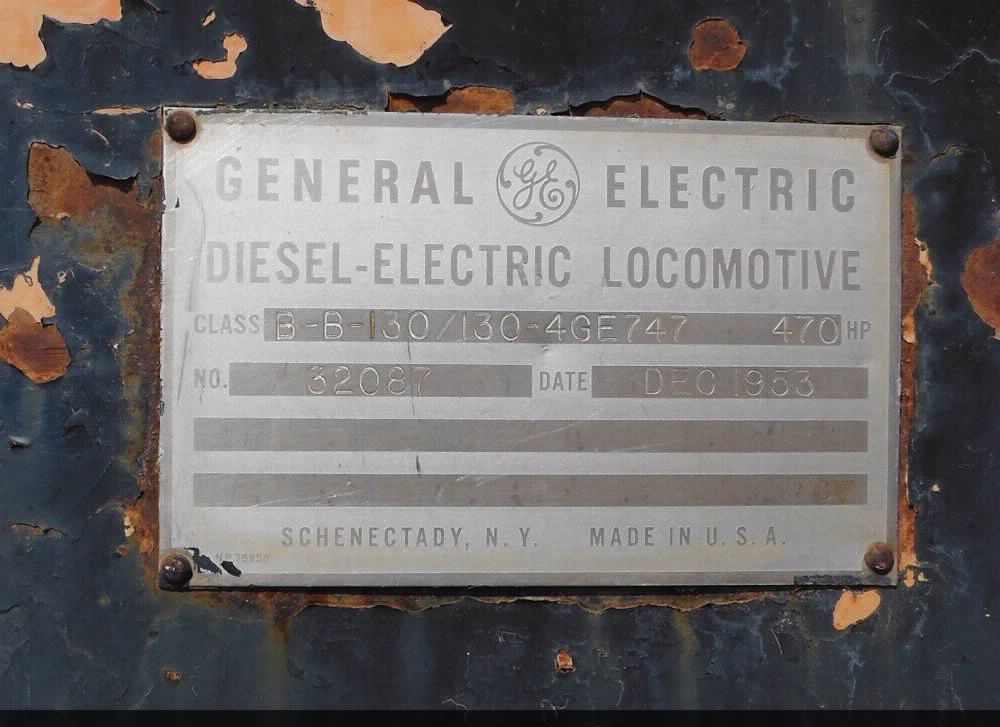 GENERAL GE ELECTRIC
DIESEL-ELECTRIC LOCOMOTIVE
CLASS B-B-130/130-4GE747 470 HP
NO. 32087 DATE DEC 1953
SCHENECTADY, N.Y. MADE IN U.S.A.